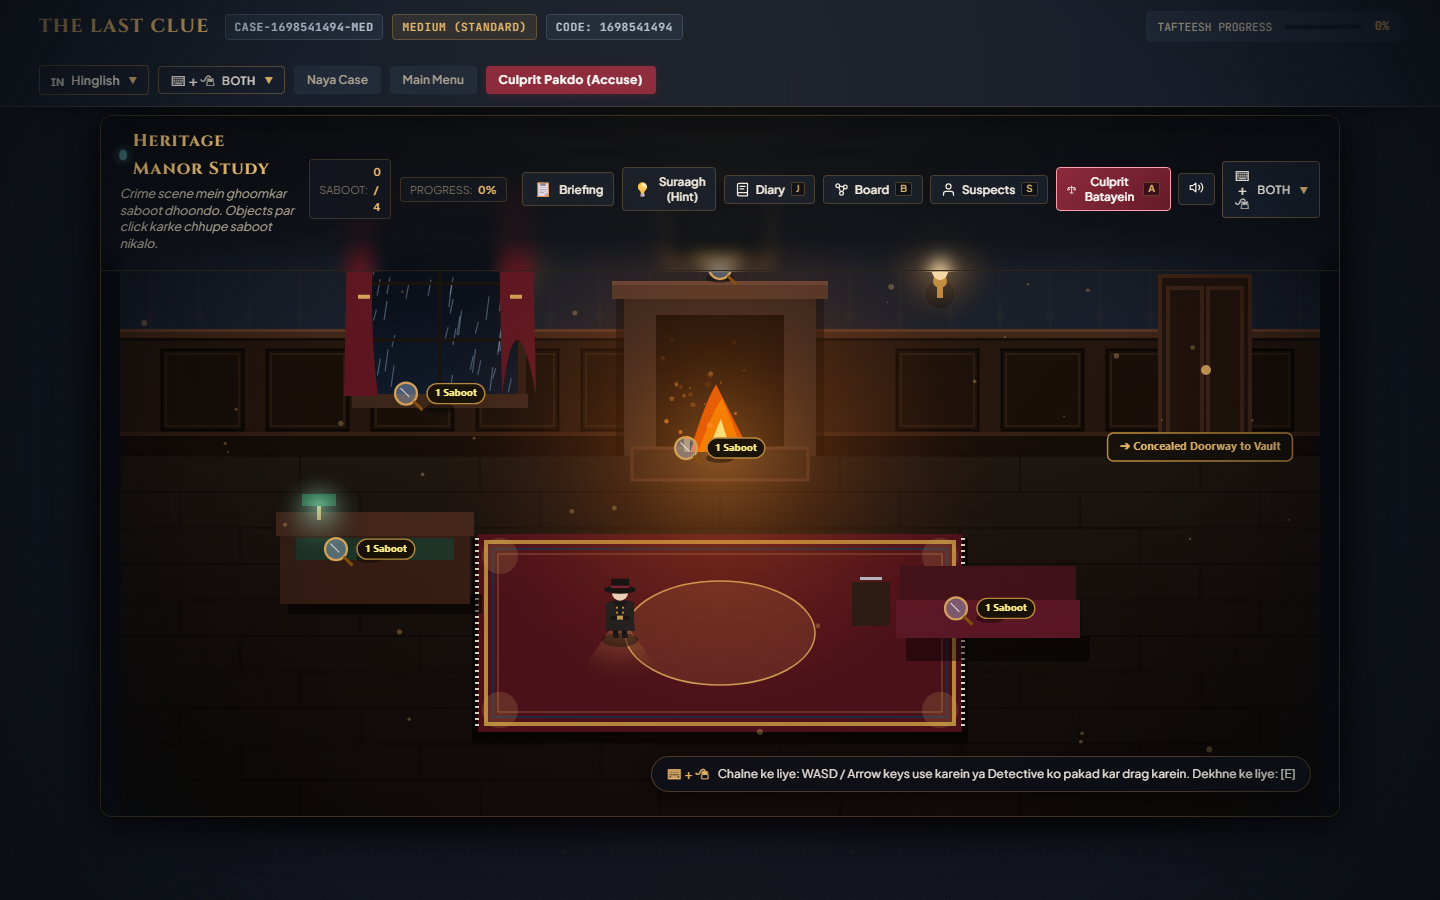 THE LAST CLUE
CASE-1698541494-MED
MEDIUM (STANDARD)
CODE: 1698541494
TAFTEESH PROGRESS 0%
IN Hinglish ▼
+ BOTH ▼
Naya Case
Main Menu
Culprit Pakdo (Accuse)
Heritage
Manor Study
Crime scene mein ghoomkar
saboot dhoondo. Objects par
click karke chhupe saboot
nikalo.
SABOOT: 0
/
4
PROGRESS: 0%
Briefing
Suraagh
(Hint)
Diary J
Board B
Suspects S
Culprit
Batayein A
+ BOTH ▼
1 Saboot
1 Saboot
➔ Concealed Doorway to Vault
1 Saboot
1 Saboot
+ Chalne ke liye: WASD / Arrow keys use karein ya Detective ko pakad kar drag karein. Dekhne ke liye: [E]